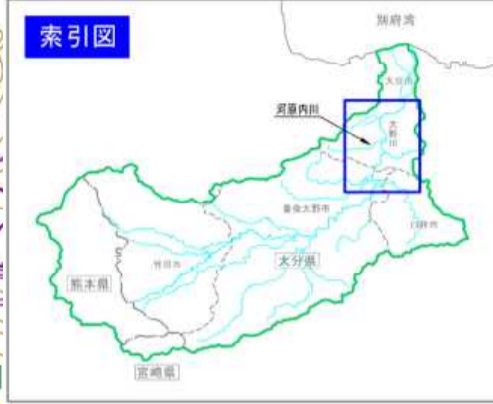 索引図
別府湾
大分市
河原内川
大野川
豊後大野市
臼杵市
竹田市
大分県
熊本県
宮崎県